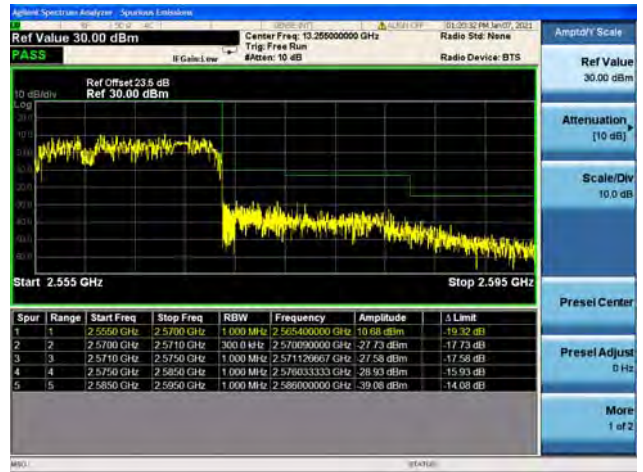 Agilent Spectrum Analyzer Spurious Emissions
SENSE:INT
ALIGN OFF
01:20:32 PM Jan07, 2021
Ref Value 30.00 dBm
Center Freq: 13.255000000 GHz
Radio Std: None
Trig: Free Run
PASS
IFGain:Low
#Atten: 10 dB
Radio Device: BTS
Ref Offset 23.5 dB
10 dB/div
Ref 30.00 dBm
Log
Start 2.555 GHz
Stop 2.595 GHz
Spur Range Start Freq Stop Freq RBW Frequency Amplitude Δ Limit
1 1 2.5550 GHz 2.5700 GHz 1.000 MHz 2.565400000 GHz 10.68 dBm -19.32 dB
2 2 2.5700 GHz 2.5710 GHz 300.0 kHz 2.570090000 GHz -27.73 dBm -17.73 dB
3 3 2.5710 GHz 2.5750 GHz 1.000 MHz 2.571126667 GHz -27.58 dBm -17.58 dB
4 4 2.5750 GHz 2.5850 GHz 1.000 MHz 2.576033333 GHz -28.93 dBm -15.93 dB
5 5 2.5850 GHz 2.5950 GHz 1.000 MHz 2.586000000 GHz -39.08 dBm -14.08 dB
MSG
STATUS
Amptd/Y Scale
Ref Value
30.00 dBm
Attenuation
[10 dB]
Scale/Div
10.0 dB
Presel Center
Presel Adjust
0 Hz
More
1 of 2